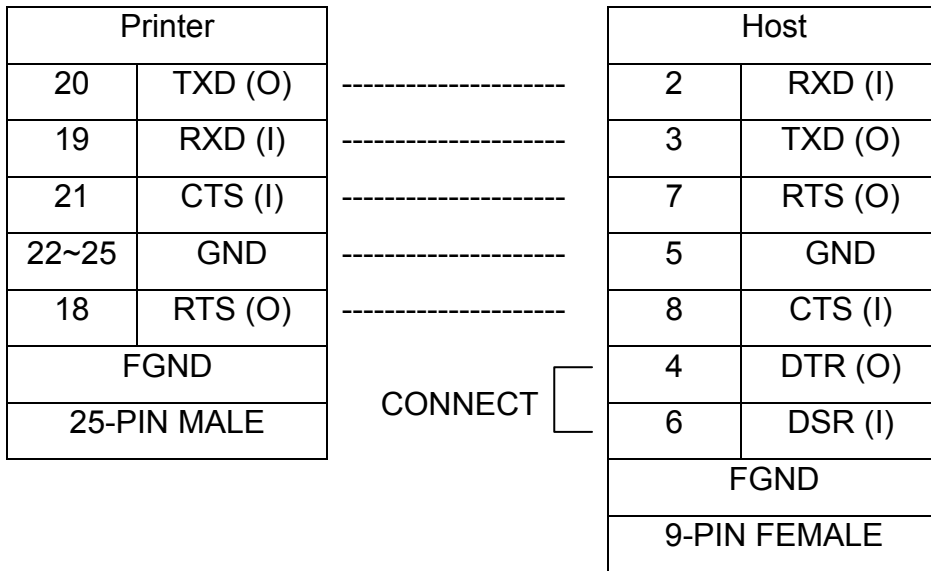 Printer Host
20 TXD (O) --------------------- 2 RXD (I)
19 RXD (I) --------------------- 3 TXD (O)
21 CTS (I) --------------------- 7 RTS (O)
22~25 GND --------------------- 5 GND
18 RTS (O) --------------------- 8 CTS (I)
FGND 4 DTR (O)
CONNECT
25-PIN MALE 6 DSR (I)
FGND
9-PIN FEMALE